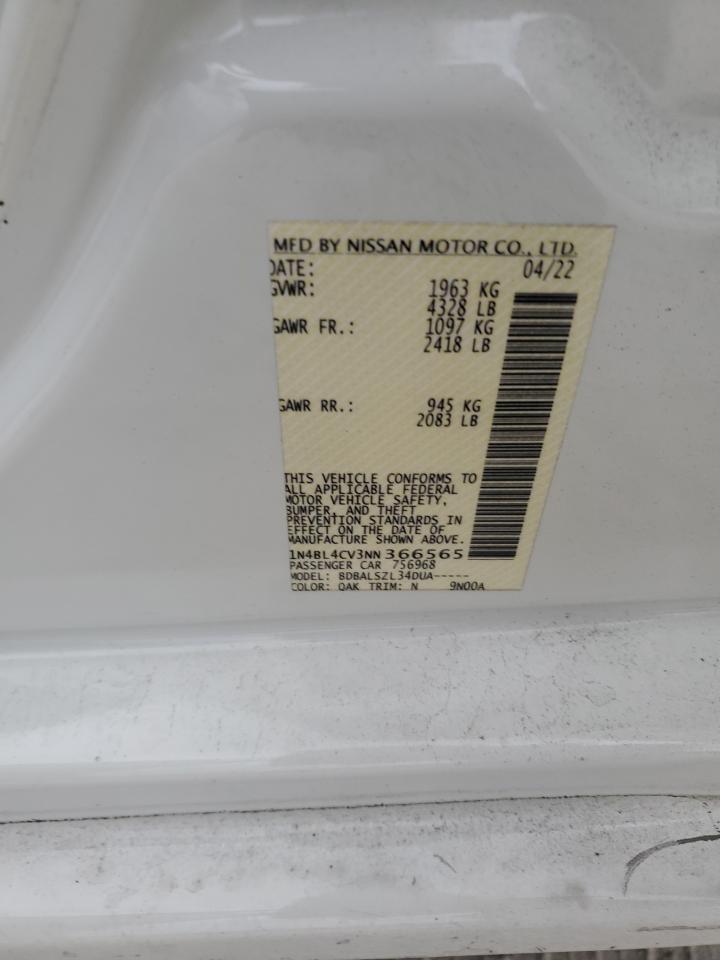 MFD BY NISSAN MOTOR CO., LTD.
DATE: 04/22
GVWR: 1963 KG
4328 LB
GAWR FR.: 1097 KG
2418 LB
GAWR RR.: 945 KG
2083 LB
THIS VEHICLE CONFORMS TO
ALL APPLICABLE FEDERAL
MOTOR VEHICLE SAFETY,
BUMPER, AND THEFT
PREVENTION STANDARDS IN
EFFECT ON THE DATE OF
MANUFACTURE SHOWN ABOVE.
1N4BL4CV3NN366565
PASSENGER CAR 756968
MODEL: BDBALSZL34DUA-----
COLOR: QAK TRIM: N 9N00A